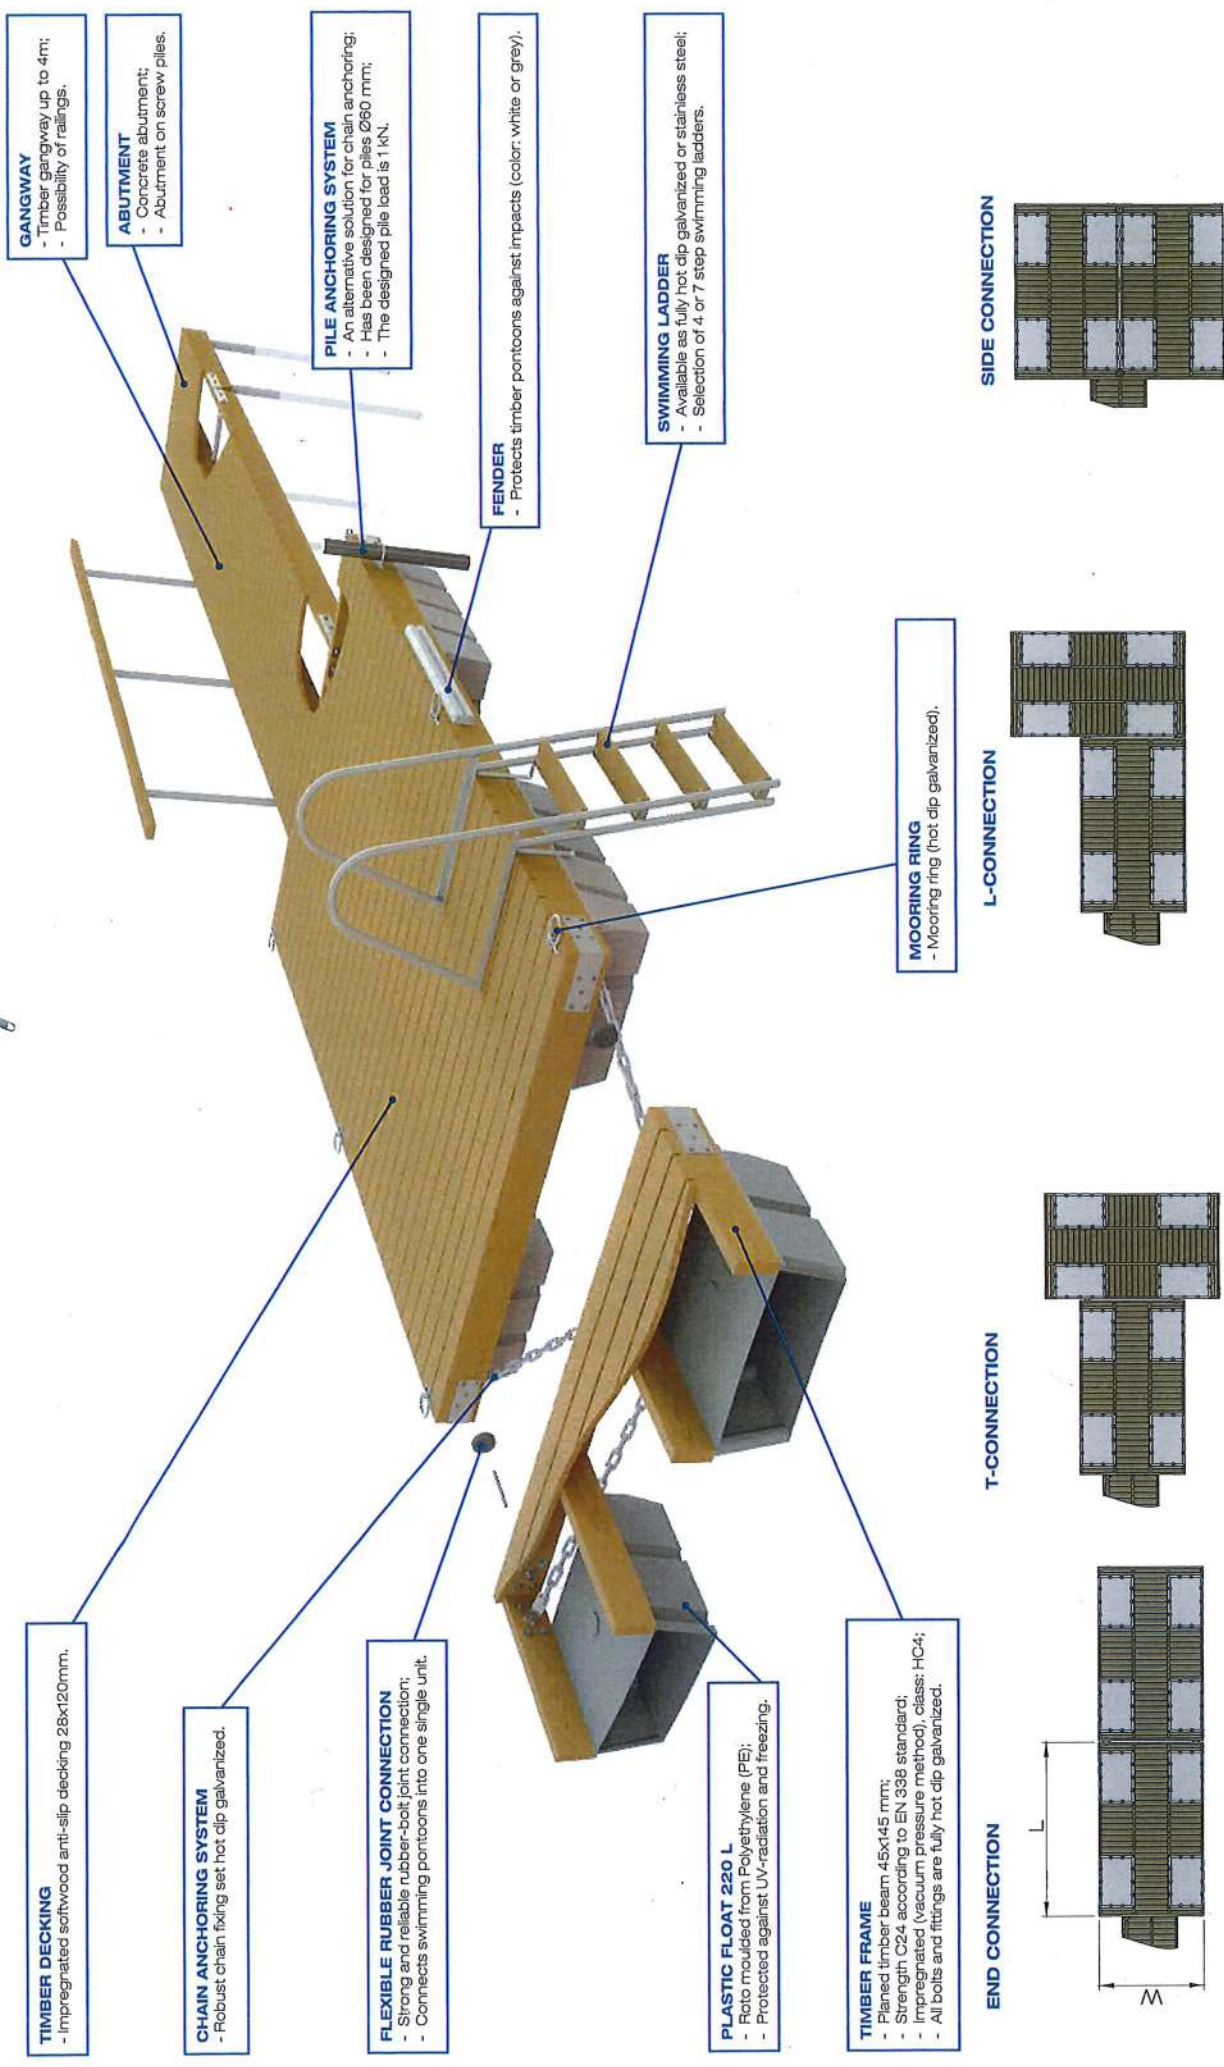 TIMBER DECKING
- Impregnated softwood anti-slip decking 28x120mm.
CHAIN ANCHORING SYSTEM
- Robust chain fixing set hot dip galvanized.
FLEXIBLE RUBBER JOINT CONNECTION
- Strong and reliable rubber-bolt joint connection;
- Connects swimming pontoons into one single unit.
PLASTIC FLOAT 220 L
- Roto moulded from Polyethylene (PE);
- Protected against UV-radiation and freezing.
TIMBER FRAME
- Planed timber beam 45x145 mm;
- Strength C24 according to EN 338 standard;
- Impregnated (vacuum pressure method), class: HC4;
- All bolts and fittings are fully hot dip galvanized.
GANGWAY
- Timber gangway up to 4m;
- Possibility of railings.
ABUTMENT
- Concrete abutment;
- Abutment on screw piles.
PILE ANCHORING SYSTEM
- An alternative solution for chain anchoring;
- Has been designed for piles Ø60 mm;
- The designed pile load is 1 kN.
FENDER
- Protects timber pontoons against impacts (color: white or grey).
SWIMMING LADDER
- Available as fully hot dip galvanized or stainless steel;
- Selection of 4 or 7 step swimming ladders.
MOORING RING
- Mooring ring (hot dip galvanized).
END CONNECTION
L
W
T-CONNECTION
L-CONNECTION
SIDE CONNECTION